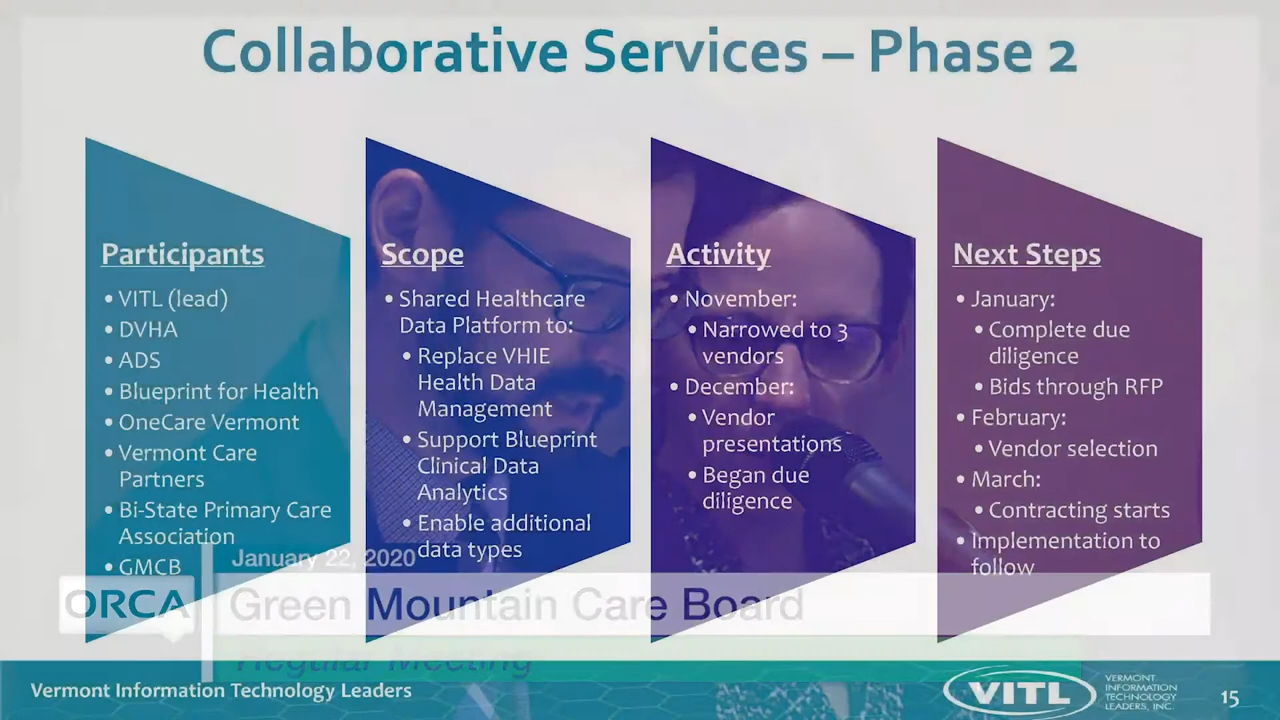 Collaborative Services – Phase 2
Participants
• VITL (lead)
• DVHA
• ADS
• Blueprint for Health
• OneCare Vermont
• Vermont Care
Partners
• Bi-State Primary Care
Association
• GMCB
Scope
• Shared Healthcare
Data Platform to:
• Replace VHIE
Health Data
Management
• Support Blueprint
Clinical Data
Analytics
• Enable additional
data types
Activity
• November:
• Narrowed to 3
vendors
• December:
• Vendor
presentations
• Began due
diligence
Next Steps
• January:
• Complete due
diligence
• Bids through RFP
• February:
• Vendor selection
• March:
• Contracting starts
• Implementation to
follow
January 22, 2020
ORCA
Green Mountain Care Board
Regular Meeting
Vermont Information Technology Leaders
VITL
VERMONT
INFORMATION
TECHNOLOGY
LEADERS, INC.
15